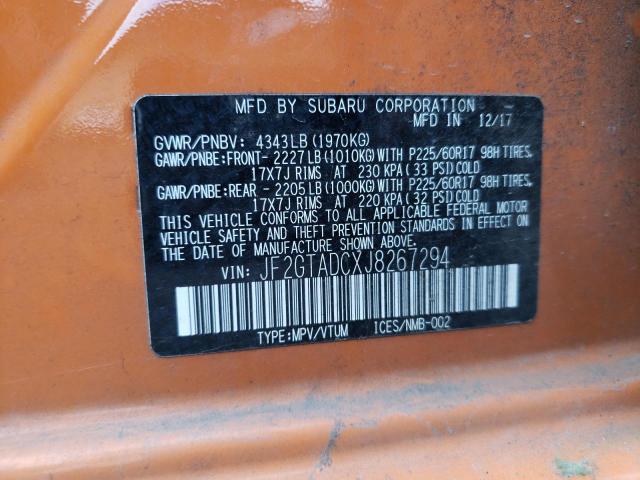 MFD BY SUBARU CORPORATION
MFD IN 12/17
GVWR/PNBV: 4343LB(1970KG)
GAWR/PNBE:FRONT-2227LB(1010KG)WITH P225/60R17 98H TIRES,
17X7J RIMS AT 230 KPA(33 PSI)COLD
GAWR/PNBE:REAR -2205LB(1000KG)WITH P225/60R17 98H TIRES,
17X7J RIMS AT 220 KPA(32 PSI)COLD
THIS VEHICLE CONFORMS TO ALL APPLICABLE FEDERAL MOTOR
VEHICLE SAFETY AND THEFT PREVENTION STANDARDS IN EFFECT ON
THE DATE OF MANUFACTURE SHOWN ABOVE.
VIN: JF2GTADCXJ8267294
TYPE:MPV/VTUM ICES/NMB-002